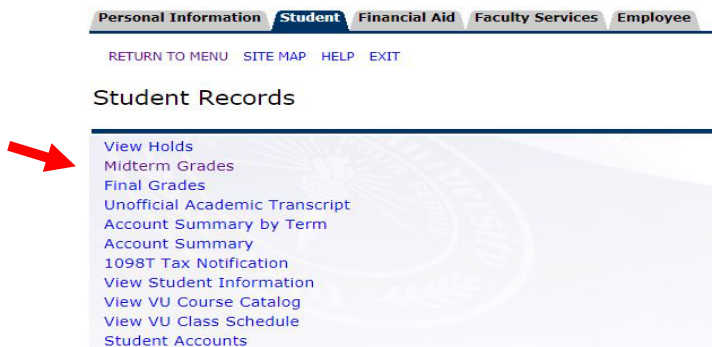 Personal Information Student Financial Aid Faculty Services Employee
RETURN TO MENU SITE MAP HELP EXIT
Student Records
View Holds
Midterm Grades
Final Grades
Unofficial Academic Transcript
Account Summary by Term
Account Summary
1098T Tax Notification
View Student Information
View VU Course Catalog
View VU Class Schedule
Student Accounts